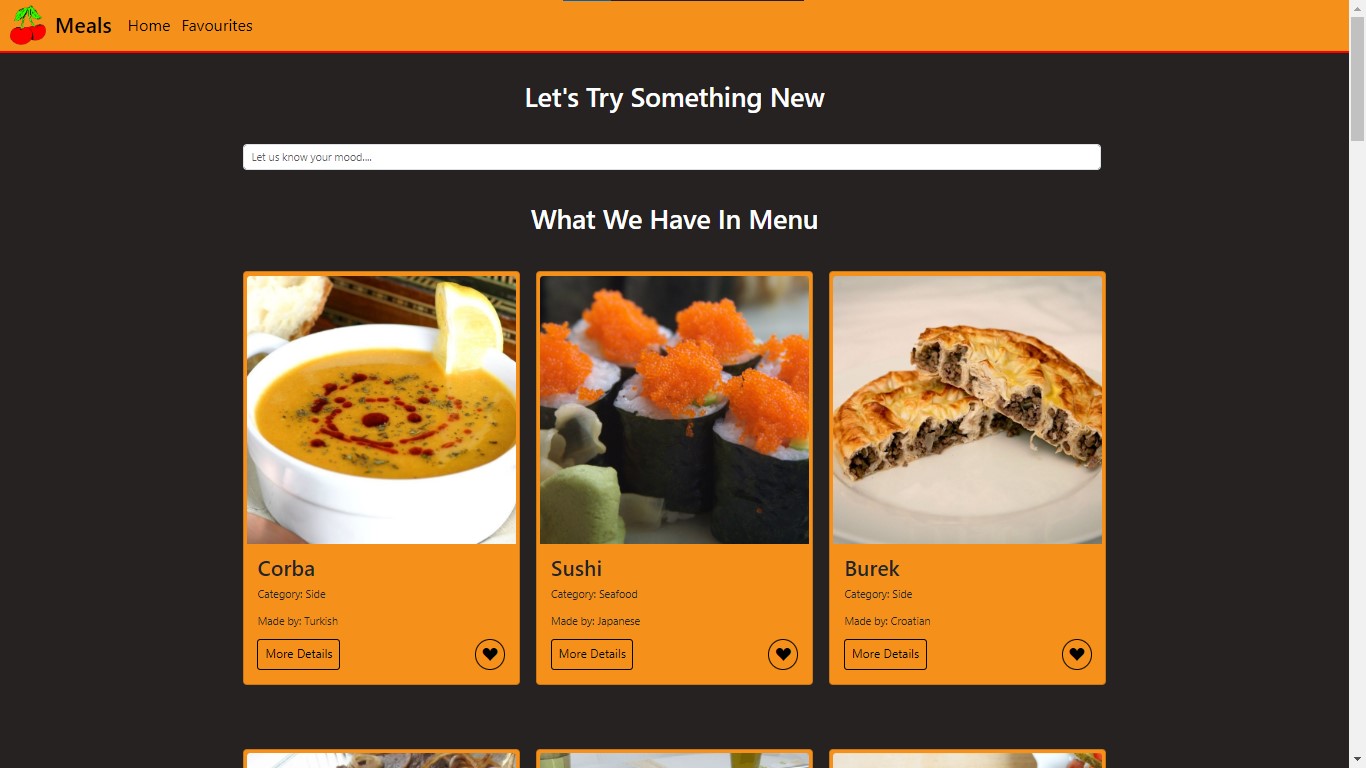 Meals Home Favourites
Let's Try Something New
Let us know your mood....
What We Have In Menu
Corba
Category: Side
Made by: Turkish
More Details
Sushi
Category: Seafood
Made by: Japanese
More Details
Burek
Category: Side
Made by: Croatian
More Details